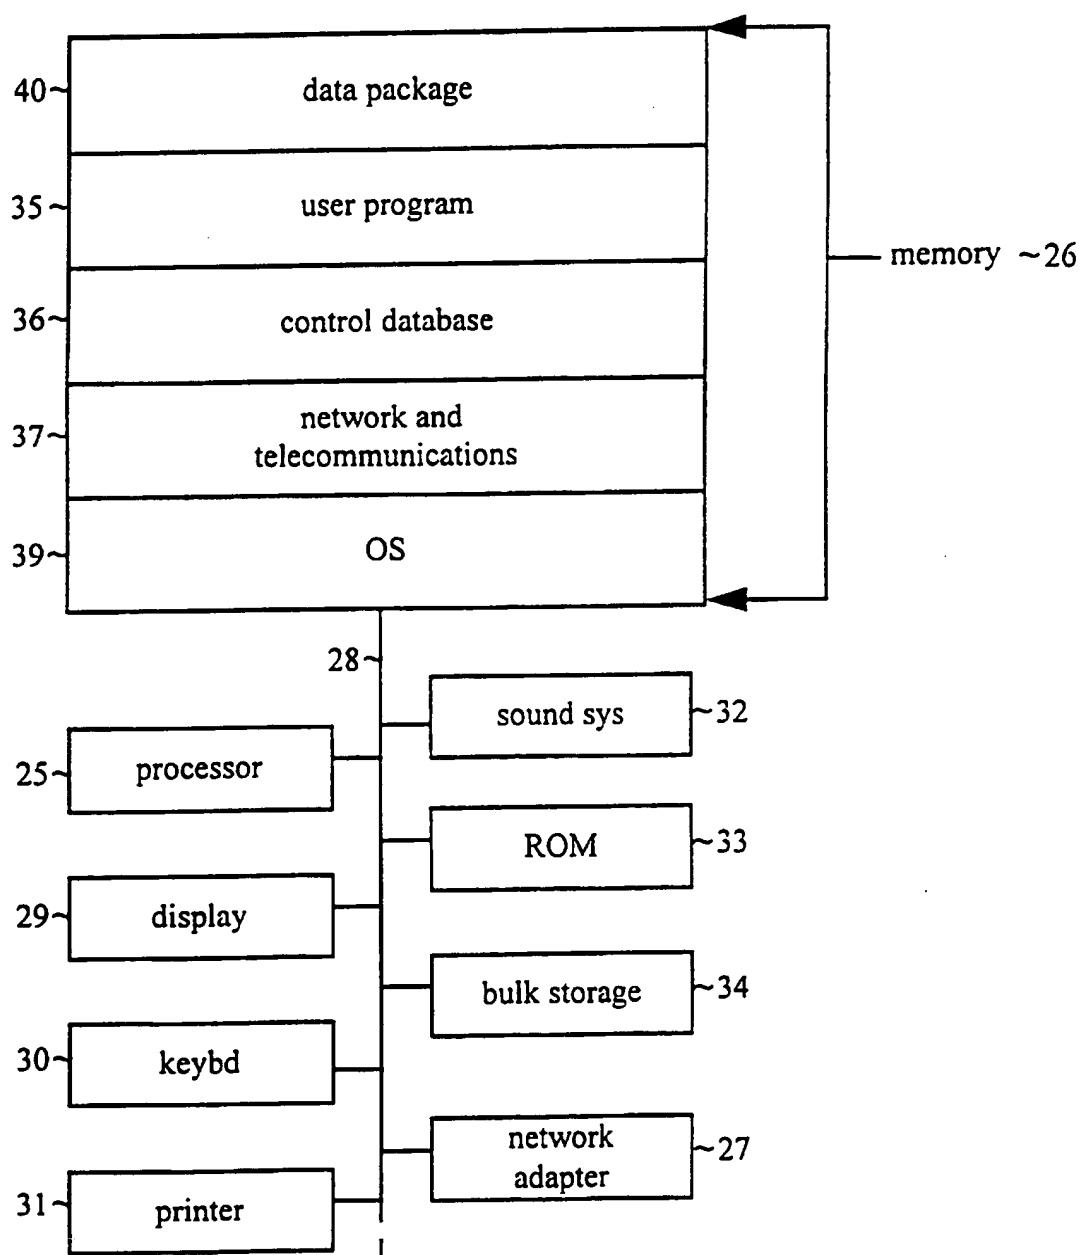 40~ data package
35~ user program
memory ~26
36~ control database
37~ network and
telecommunications
39~ OS
28~
sound sys ~32
25~ processor
ROM ~33
29~ display
bulk storage ~34
30~ keybd
network
adapter ~27
31~ printer